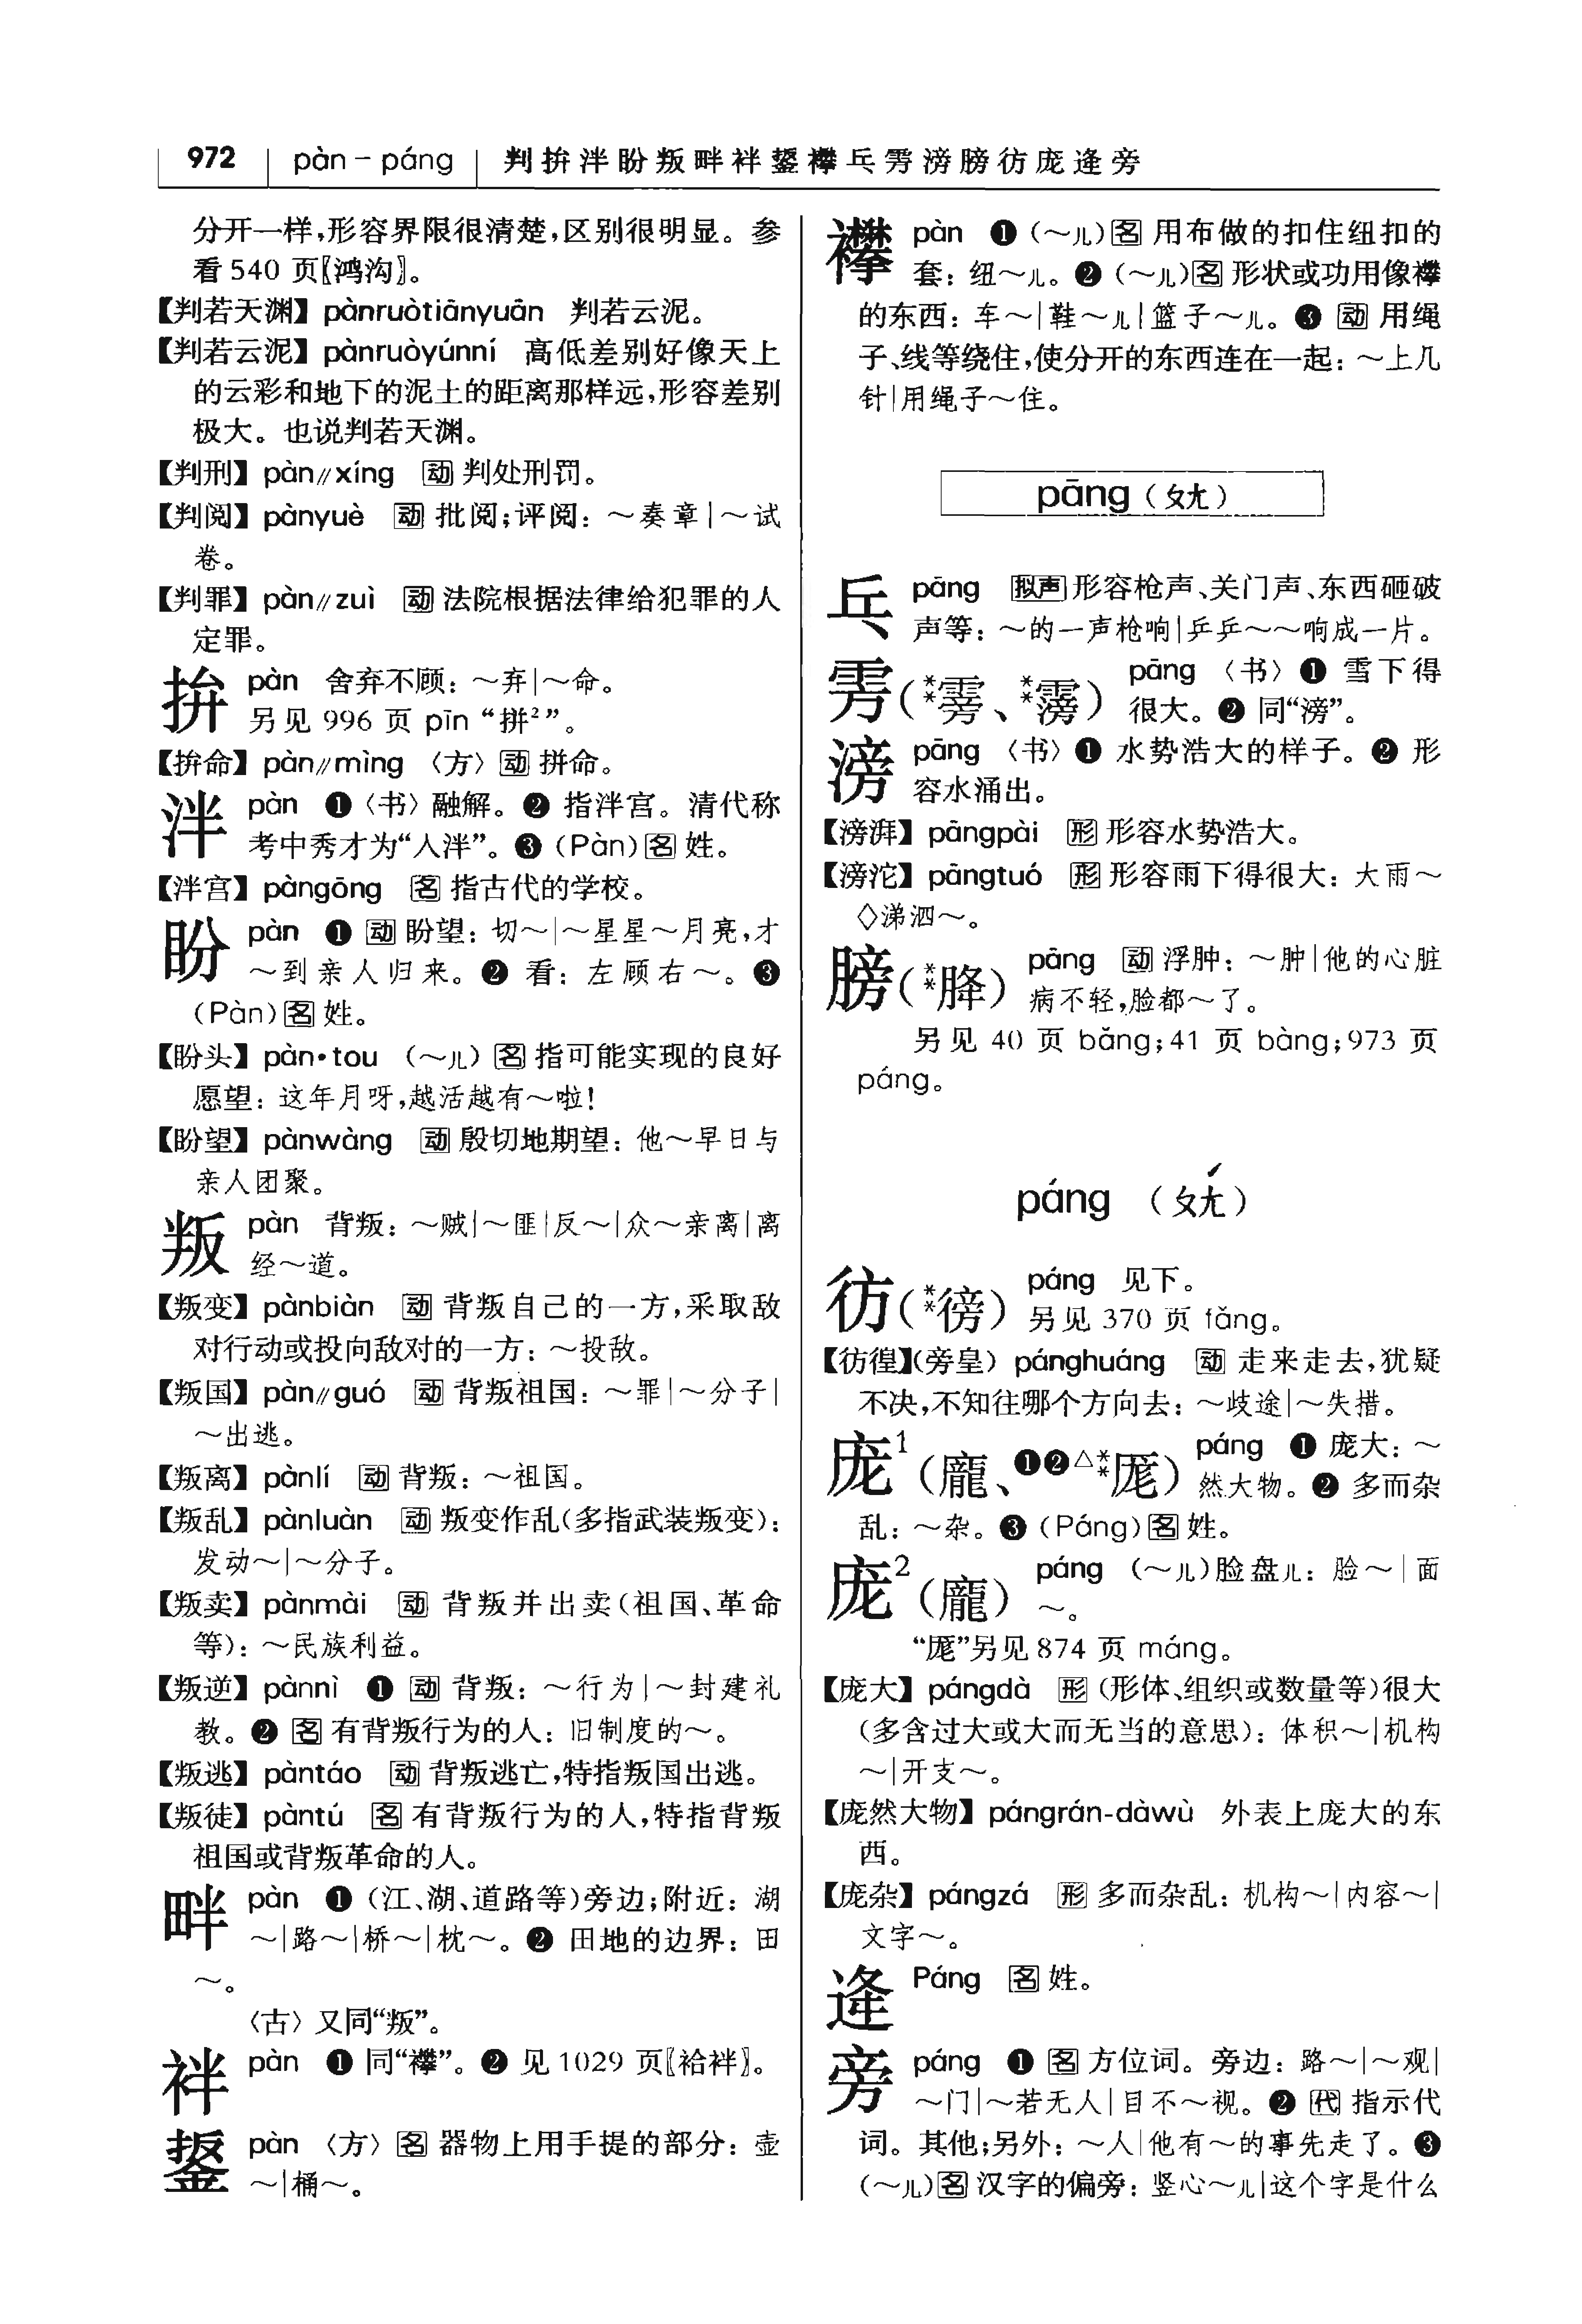 972 pàn – páng 判拚泮盼叛畔袢鋬襻乓雱滂膀彷庞逄旁
分开一样,形容界限很清楚,区别很明显。参
看540 页〖鸿沟〗。
【判若天渊】pànruòtiānyuān 判若云泥。
【判若云泥】pànruòyúnní 高低差别好像天上
的云彩和地下的泥土的距离那样远,形容差别
极大。也说判若天渊。
【判刑】pàn∥xíng 动 判处刑罚。
【判阅】pànyuè 动 批阅;评阅:～奏章|～试
卷。
【判罪】pàn∥zuì 动 法院根据法律给犯罪的人
定罪。
拚 pàn 舍弃不顾:～弃|～命。
另见 996 页 pīn “拼²”。
【拚命】pàn∥mìng 〈方〉动 拼命。
泮 pàn ❶〈书〉融解。❷ 指泮宫。清代称
考中秀才为“入泮”。❸(Pàn)名 姓。
【泮宫】pàngōng 名 指古代的学校。
盼 pàn ❶ 动 盼望:切～|～星星～月亮,才
～到亲人归来。❷ 看:左顾右～。❸
(Pàn)名 姓。
【盼头】pàn•tou (～儿)名 指可能实现的良好
愿望:这年月呀,越活越有～啦!
【盼望】pànwàng 动 殷切地期望:他～早日与
亲人团聚。
叛 pàn 背叛:～贼|～匪|反～|众～亲离|离
经～道。
【叛变】pànbiàn 动 背叛自己的一方,采取敌
对行动或投向敌对的一方:～投敌。
【叛国】pàn∥guó 动 背叛祖国:～罪|～分子|
～出逃。
【叛离】pànlí 动 背叛:～祖国。
【叛乱】pànluàn 动 叛变作乱(多指武装叛变):
发动～|～分子。
【叛卖】pànmài 动 背叛并出卖(祖国、革命
等):～民族利益。
【叛逆】pànnì ❶ 动 背叛:～行为|～封建礼
教。❷ 名 有背叛行为的人:旧制度的～。
【叛逃】pàntáo 动 背叛逃亡,特指叛国出逃。
【叛徒】pàntú 名 有背叛行为的人,特指背叛
祖国或背叛革命的人。
畔 pàn ❶(江、湖、道路等)旁边;附近:湖
～|路～|桥～|枕～。❷ 田地的边界:田
～。
〈古〉又同“叛”。
袢 pàn ❶ 同“襻”。❷ 见1029 页〖袷袢〗。
鋬 pàn 〈方〉名 器物上用手提的部分:壶
～|桶～。
襻 pàn ❶(～儿)名 用布做的扣住纽扣的
套:纽～儿。❷(～儿)名 形状或功用像襻
的东西:车～|鞋～儿|篮子～儿。❸ 动 用绳
子、线等绕住,使分开的东西连在一起:～上几
针|用绳子～住。
pāng(ㄆㄤ)
乓 pāng 拟声 形容枪声、关门声、东西砸破
声等:～的一声枪响|乒乒～～响成一片。
雱(**雱、**霶) pāng 〈书〉❶ 雪下得
很大。❷ 同“滂”。
滂 pāng 〈书〉❶ 水势浩大的样子。❷ 形
容水涌出。
【滂湃】pāngpài 形 形容水势浩大。
【滂沱】pāngtuó 形 形容雨下得很大:大雨～
◇涕泗～。
膀(**胮) pāng 动 浮肿:～肿|他的心脏
病不轻,脸都～了。
另见 40 页 bǎng;41 页 bàng;973 页
páng。
páng (ㄆㄤˊ)
彷(**徬) páng 见下。
另见 370 页 fǎng。
【彷徨】(旁皇) pánghuáng 动 走来走去,犹疑
不决,不知往哪个方向去:～歧途|～失措。
庞¹(龐、❶❷△**厖) páng ❶ 庞大:～
然大物。❷ 多而杂
乱:～杂。❸(Páng)名 姓。
庞²(龐) páng (～儿)脸盘儿:脸～|面
～。
“厖”另见 874 页 máng。
【庞大】pángdà 形(形体、组织或数量等)很大
(多含过大或大而无当的意思):体积～|机构
～|开支～。
【庞然大物】pángrán-dàwù 外表上庞大的东
西。
【庞杂】pángzá 形 多而杂乱:机构～|内容～|
文字～。
逄 Páng 名 姓。
旁 páng ❶ 名 方位词。旁边:路～|～观|
～门|～若无人|目不～视。❷ 代 指示代
词。其他;另外:～人|他有～的事先走了。❸
(～儿)名 汉字的偏旁:竖心～儿|这个字是什么